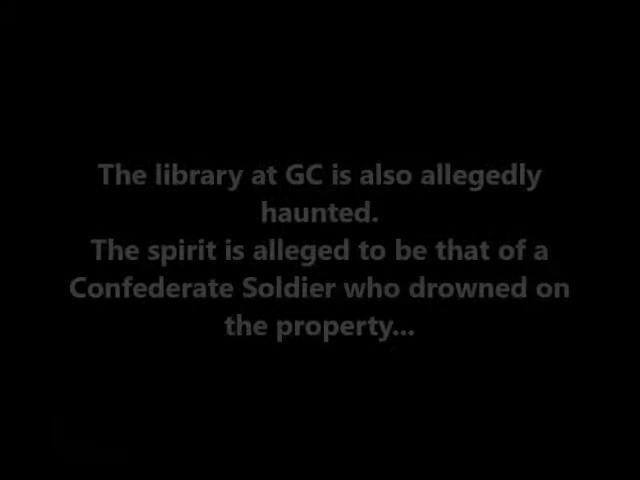 The library at GC is also allegedly
haunted.
The spirit is alleged to be that of a
Confederate Soldier who drowned on
the property...